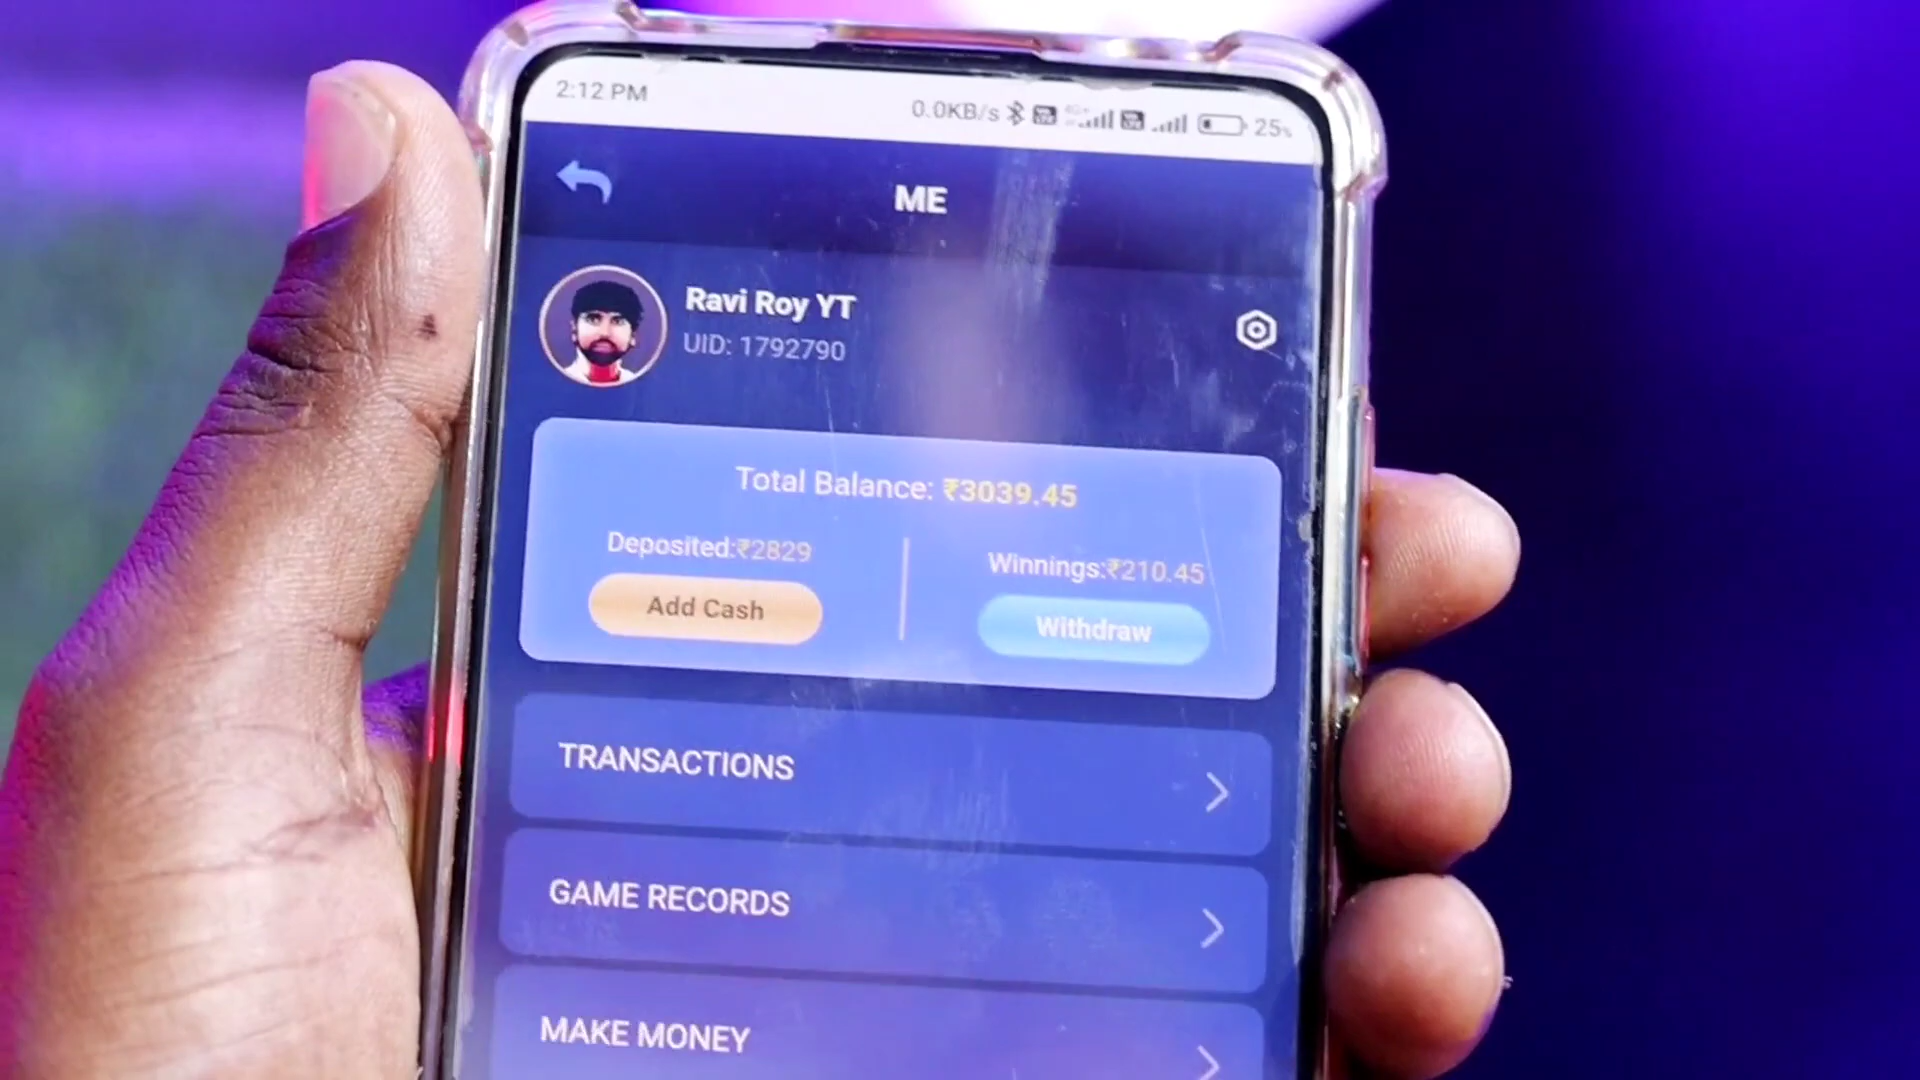 2:12 PM
0.0KB/s 25%
ME
Ravi Roy YT
UID: 1792790
Total Balance: ₹3039.45
Deposited:₹2829
Winnings:₹210.45
Add Cash
Withdraw
TRANSACTIONS
GAME RECORDS
MAKE MONEY